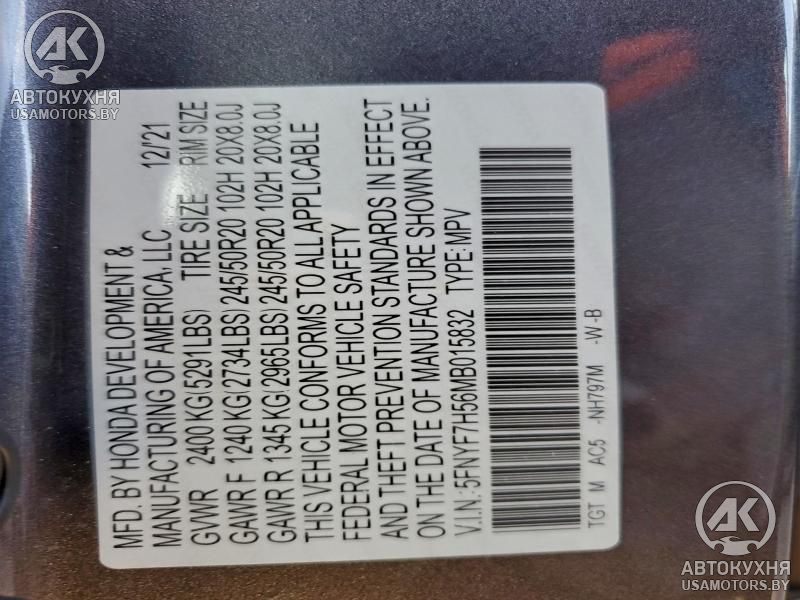 AK
АВТОКУХНЯ
USAMOTORS.BY
MFD. BY HONDA DEVELOPMENT &
MANUFACTURING OF AMERICA, LLC 12/'21
GVWR 2400 KG(5291LBS) TIRE SIZE RIM SIZE
GAWR F 1240 KG(2734LBS) 245/50R20 102H 20X8.0J
GAWR R 1345 KG(2965LBS) 245/50R20 102H 20X8.0J
THIS VEHICLE CONFORMS TO ALL APPLICABLE
FEDERAL MOTOR VEHICLE SAFETY
AND THEFT PREVENTION STANDARDS IN EFFECT
ON THE DATE OF MANUFACTURE SHOWN ABOVE.
V.I.N.: 5FNYF7H56MB015832 TYPE: MPV
TGT M AC5 -NH797M -W-B
AK
АВТОКУХНЯ
USAMOTORS.BY